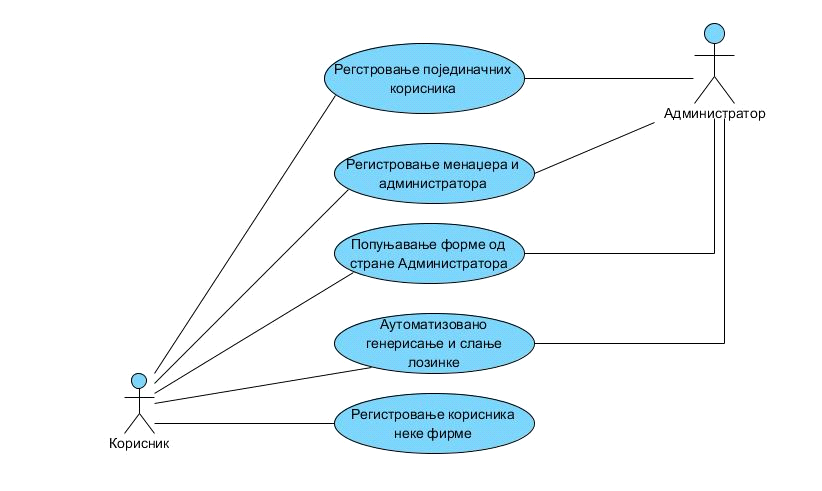 Регстровање појединачних
корисника
Администратор
Регистровање менаџера и
администратора
Попуњавање форме од
стране Администратора
Аутоматизовано
генерисање и слање
лозинке
Регистровање корисника
неке фирме
Корисник